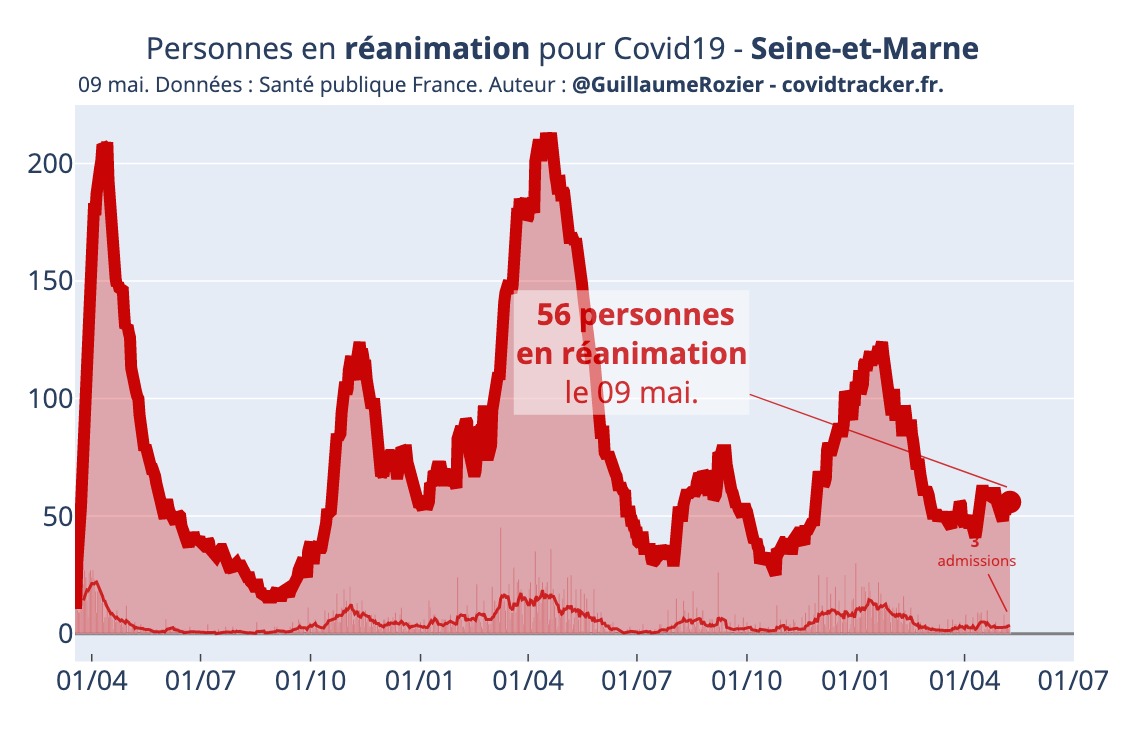 Personnes en réanimation pour Covid19 - Seine-et-Marne
09 mai. Données : Santé publique France. Auteur : @GuillaumeRozier - covidtracker.fr.
200
150
100
50
0
56 personnes
en réanimation
le 09 mai.
3
admissions
01/04 01/07 01/10 01/01 01/04 01/07 01/10 01/01 01/04 01/07